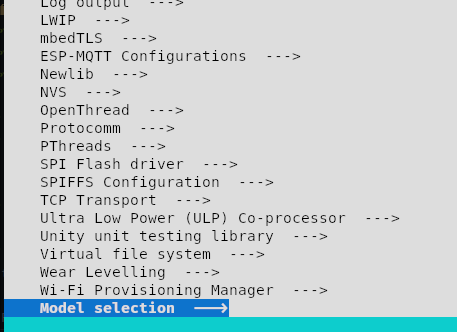 Log output  --->
LWIP  --->
mbedTLS  --->
ESP-MQTT Configurations  --->
Newlib  --->
NVS  --->
OpenThread  --->
Protocomm  --->
PThreads  --->
SPI Flash driver  --->
SPIFFS Configuration  --->
TCP Transport  --->
Ultra Low Power (ULP) Co-processor  --->
Unity unit testing library  --->
Virtual file system  --->
Wear Levelling  --->
Wi-Fi Provisioning Manager  --->
Model selection  --->